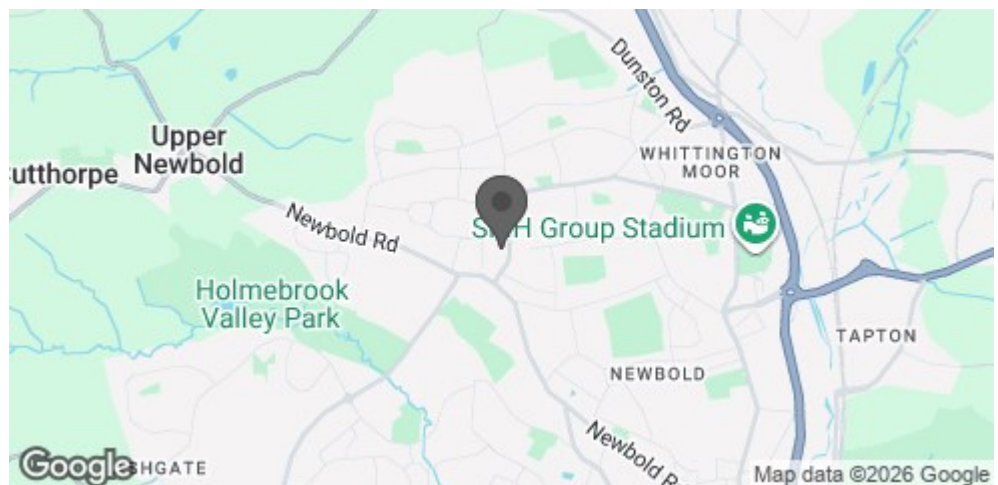 Dunston Rd
Upper
Newbold
utthorpe
WHITTINGTON
MOOR
Newbold Rd
S H Group Stadium
Holmebrook
Valley Park
TAPTON
NEWBOLD
Newbold R
Google
SHGATE
Map data ©2026 Google